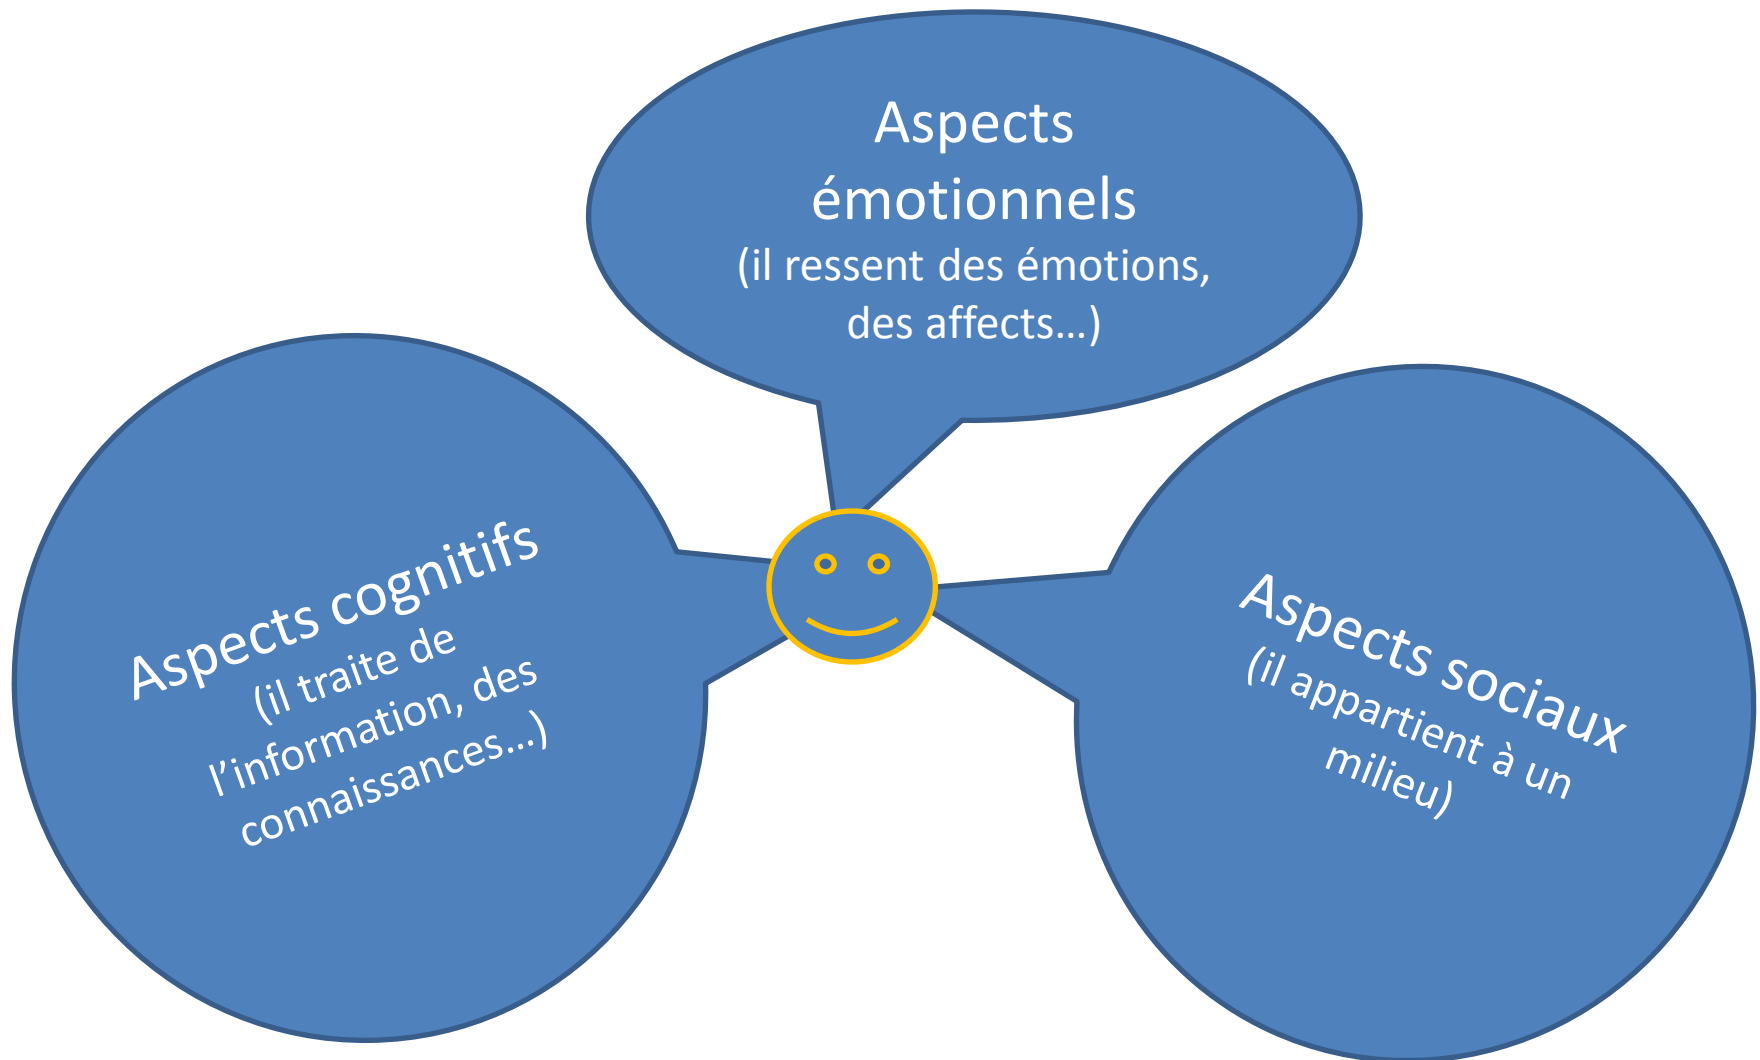 Aspects
émotionnels
(il ressent des émotions,
des affects…)
Aspects cognitifs
(il traite de
l’information, des
connaissances…)
Aspects sociaux
(il appartient à un
milieu)